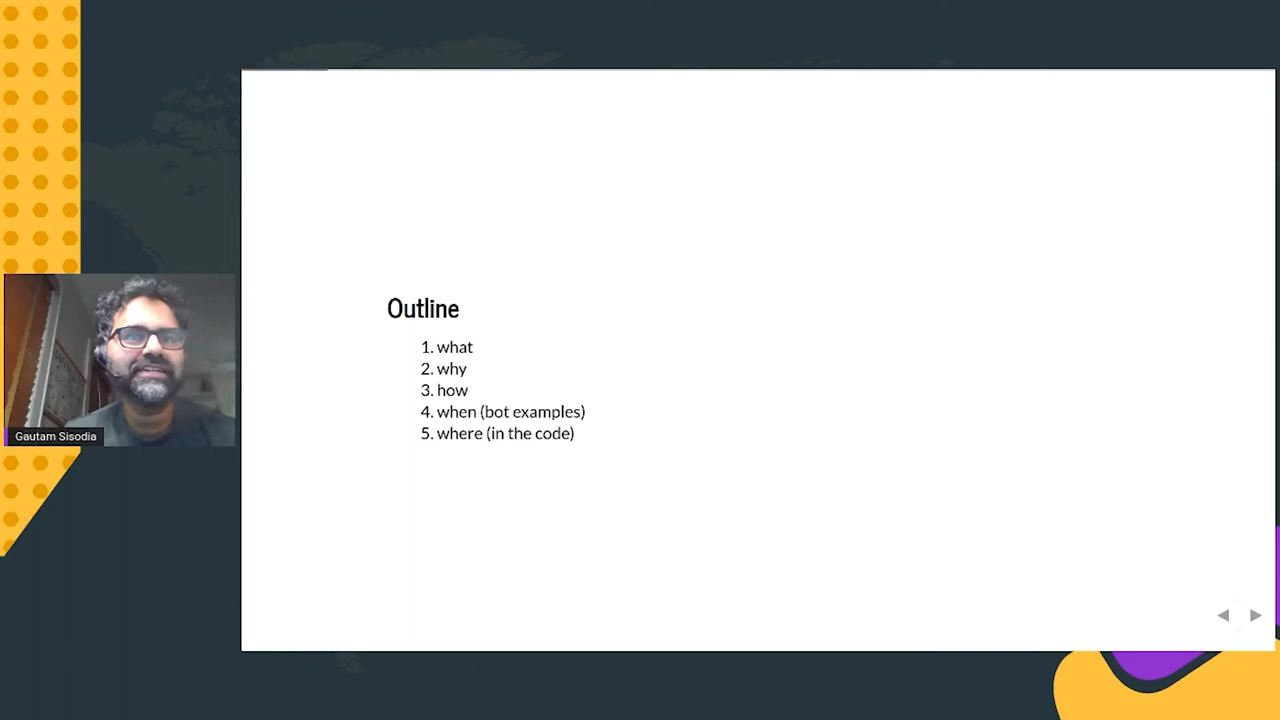 Outline
1. what
2. why
3. how
4. when (bot examples)
5. where (in the code)
Gautam Sisodia